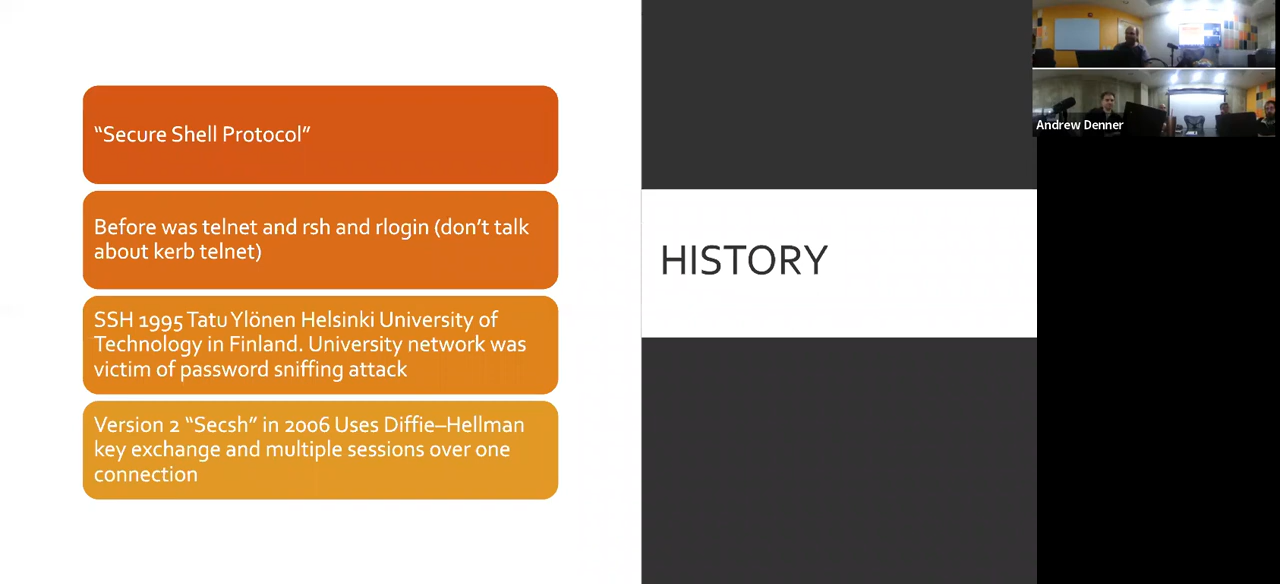 “Secure Shell Protocol”
Before was telnet and rsh and rlogin (don’t talk
about kerb telnet)
SSH 1995 Tatu Ylönen Helsinki University of
Technology in Finland. University network was
victim of password sniffing attack
Version 2 “Secsh” in 2006 Uses Diffie–Hellman
key exchange and multiple sessions over one
connection
HISTORY
Andrew Denner